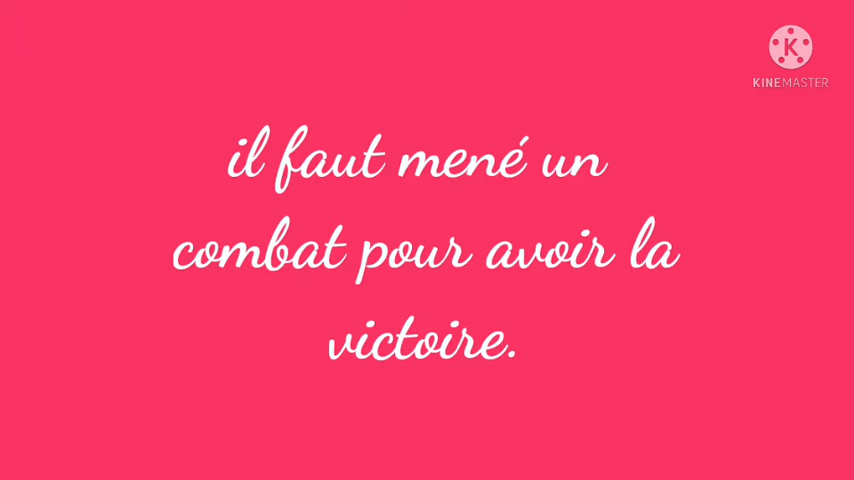 K
KINEMASTER
il faut mené un
combat pour avoir la
victoire.